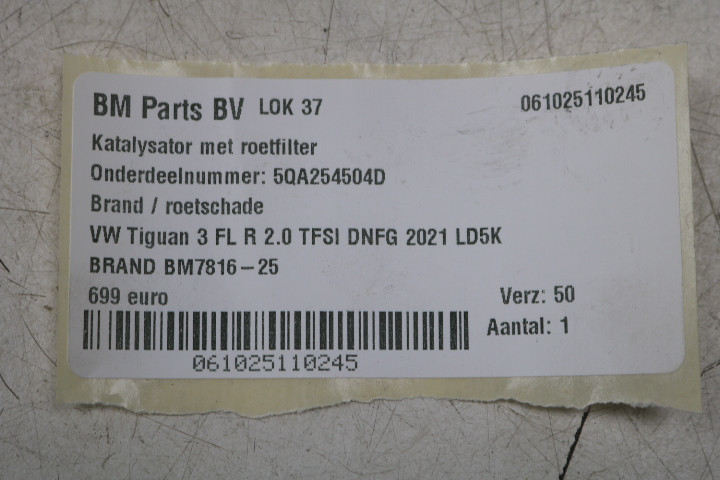 BM Parts BV LOK 37 061025110245
Katalysator met roetfilter
Onderdeelnummer: 5QA254504D
Brand / roetschade
VW Tiguan 3 FL R 2.0 TFSI DNFG 2021 LD5K
BRAND BM7816-25
699 euro Verz: 50
Aantal: 1
061025110245